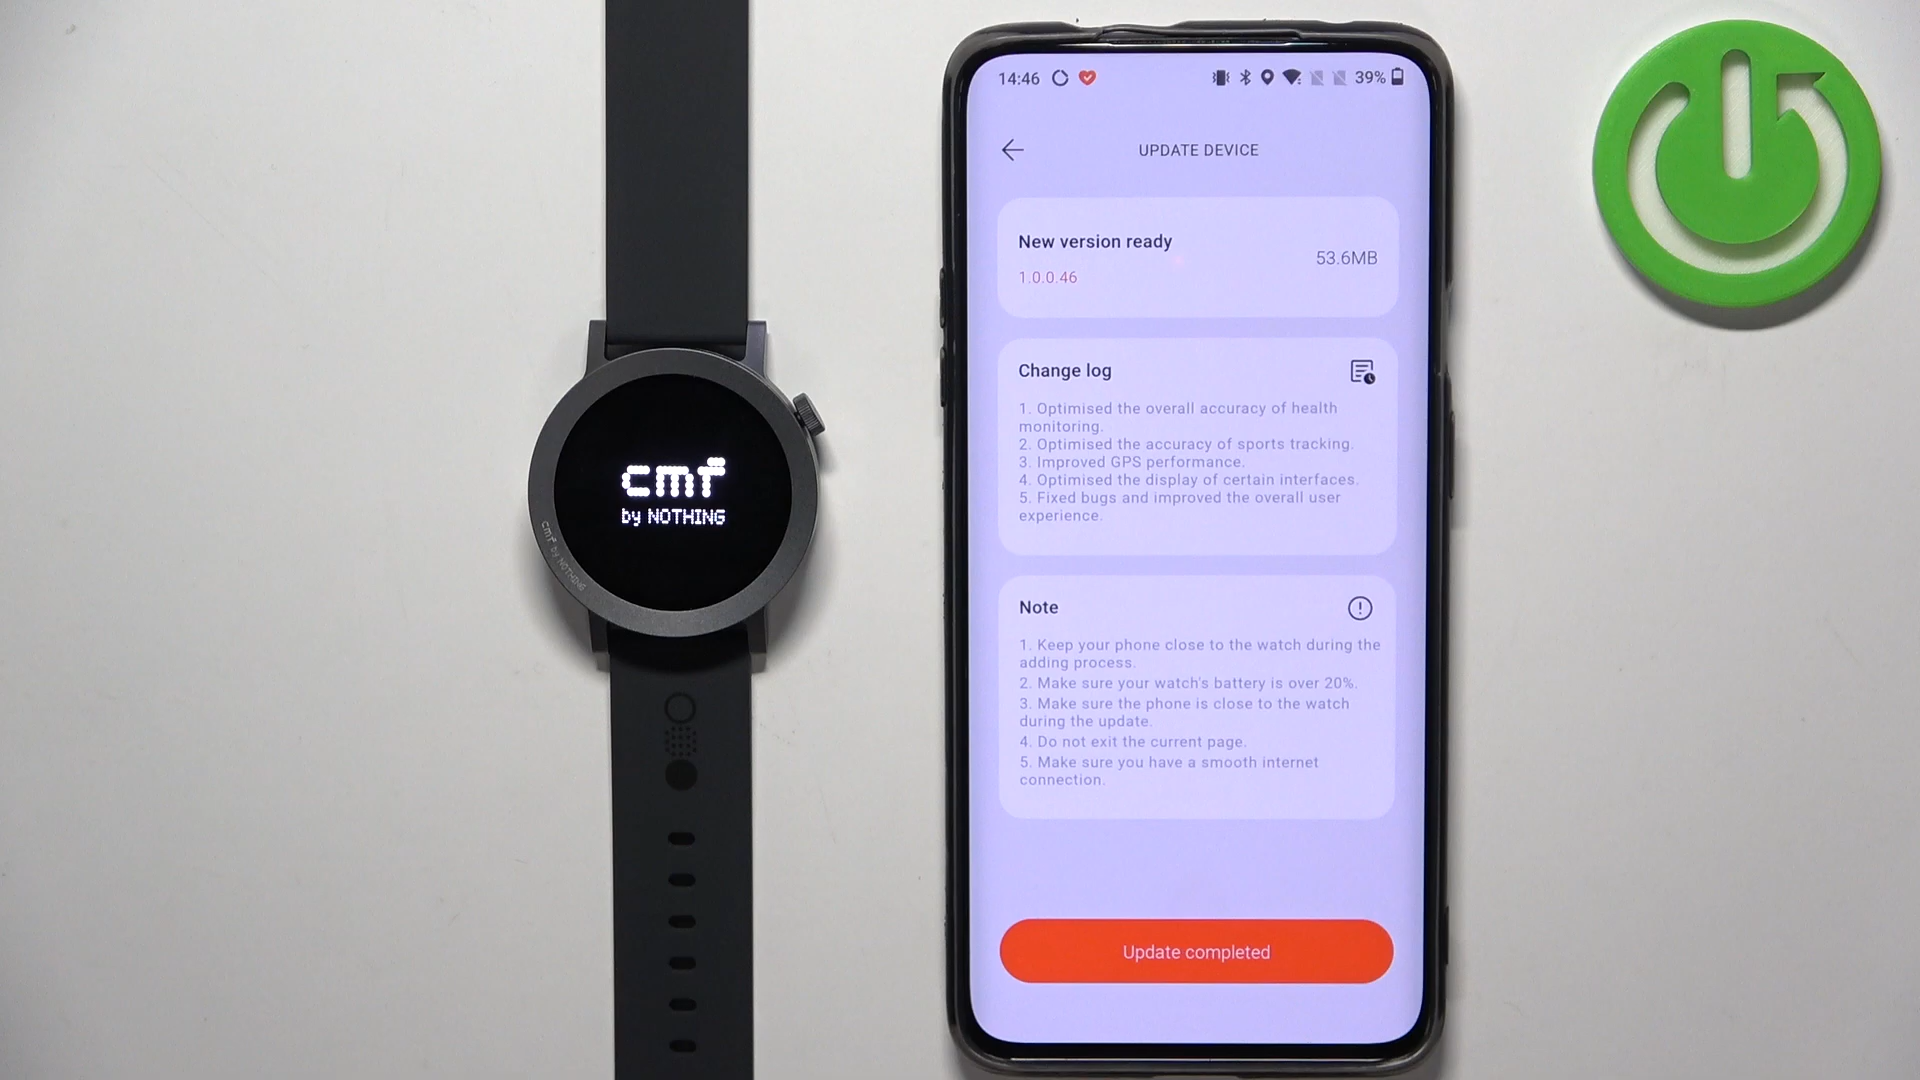 cmf
by NOTHING
cmf by NOTHING
14:46
39%
UPDATE DEVICE
New version ready
53.6MB
1.0.0.46
Change log
1. Optimised the overall accuracy of health
monitoring.
2. Optimised the accuracy of sports tracking.
3. Improved GPS performance.
4. Optimised the display of certain interfaces.
5. Fixed bugs and improved the overall user
experience.
Note
1. Keep your phone close to the watch during the
adding process.
2. Make sure your watch's battery is over 20%.
3. Make sure the phone is close to the watch
during the update.
4. Do not exit the current page.
5. Make sure you have a smooth internet
connection.
Update completed